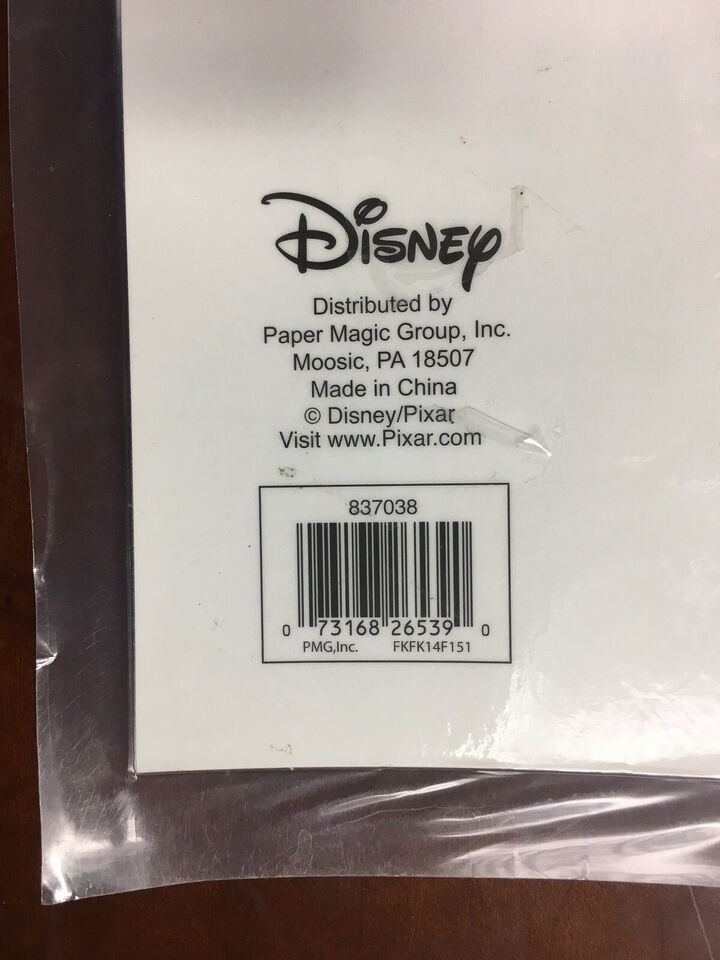 Disney
Distributed by
Paper Magic Group, Inc.
Moosic, PA 18507
Made in China
© Disney/Pixar
Visit www.Pixar.com
837038
0 73168 26539 0
PMG,Inc. FKFK14F151